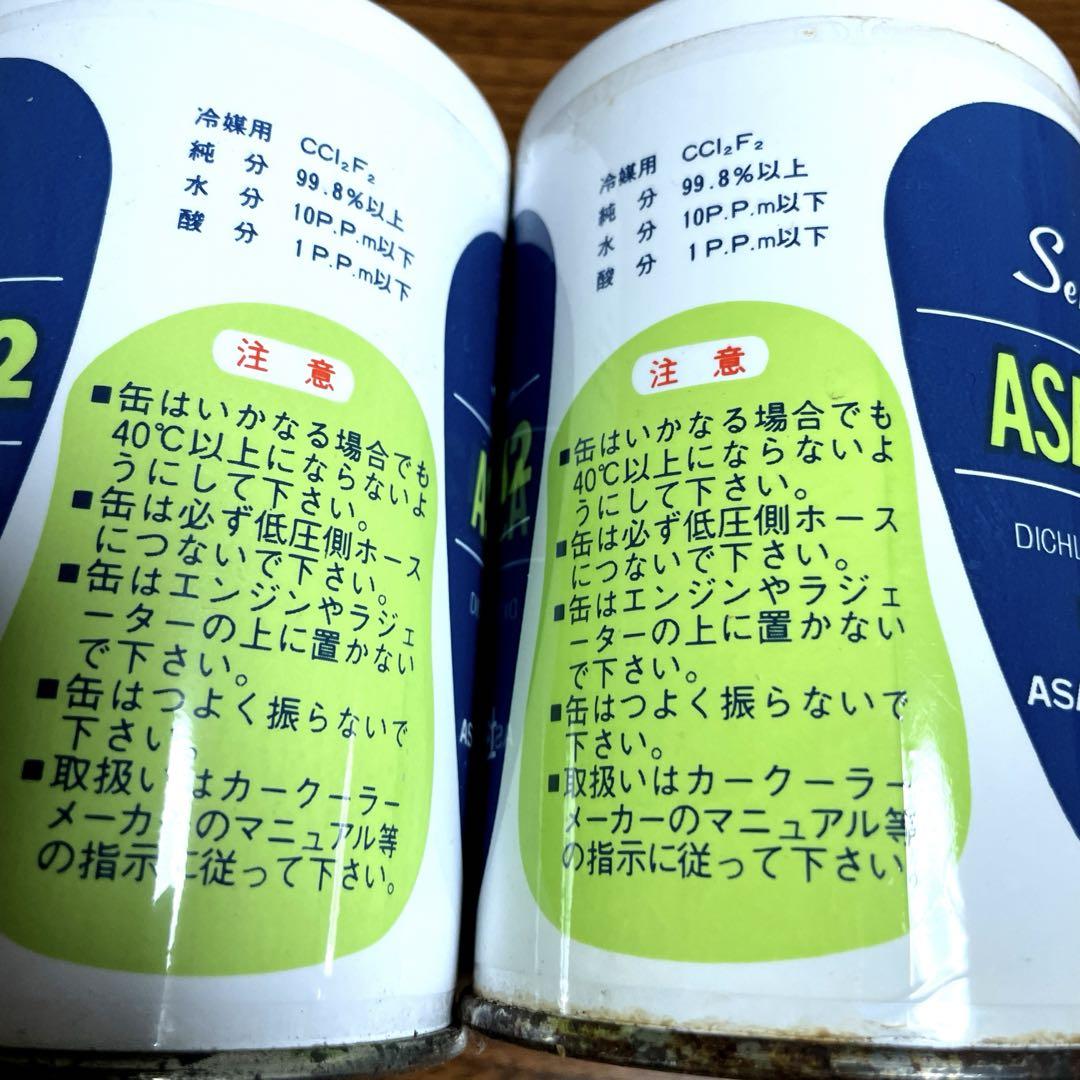 冷媒用 CCl₂F₂
純分 99.8%以上
水分 10P.P.m以下
酸分 1P.P.m以下
注意
■缶はいかなる場合でも
40℃以上にならないよ
うにして下さい。
■缶は必ず低圧側ホース
につないで下さい。
■缶はエンジンやラジェ
ーターの上に置かない
で下さい。
■缶はつよく振らないで
下さい。
■取扱いはカークーラー
メーカーのマニュアル等
の指示に従って下さい。
2
冷媒用 CCl₂F₂
純分 99.8%以上
水分 10P.P.m以下
酸分 1P.P.m以下
注意
■缶はいかなる場合でも
40℃以上にならないよ
うにして下さい。
■缶は必ず低圧側ホース
につないで下さい。
■缶はエンジンやラジェ
ーターの上に置かない
で下さい。
■缶はつよく振らないで
下さい。
■取扱いはカークーラー
メーカーのマニュアル等
の指示に従って下さい。